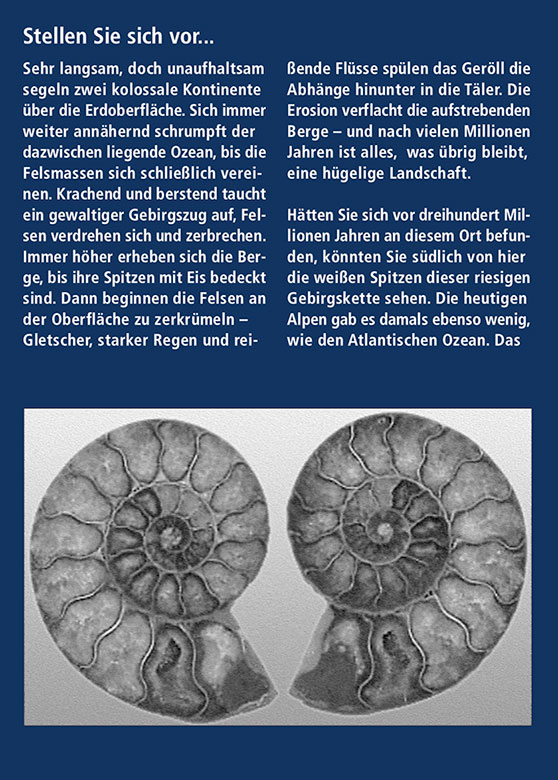 Stellen Sie sich vor...
Sehr langsam, doch unaufhaltsam
segeln zwei kolossale Kontinente
über die Erdoberfläche. Sich immer
weiter annähernd schrumpft der
dazwischen liegende Ozean, bis die
Felsmassen sich schließlich verei-
nen. Krachend und berstend taucht
ein gewaltiger Gebirgszug auf, Fel-
sen verdrehen sich und zerbrechen.
Immer höher erheben sich die Ber-
ge, bis ihre Spitzen mit Eis bedeckt
sind. Dann beginnen die Felsen an
der Oberfläche zu zerkrümeln –
Gletscher, starker Regen und rei-
ßende Flüsse spülen das Geröll die
Abhänge hinunter in die Täler. Die
Erosion verflacht die aufstrebenden
Berge – und nach vielen Millionen
Jahren ist alles, was übrig bleibt,
eine hügelige Landschaft.
Hätten Sie sich vor dreihundert Mil-
lionen Jahren an diesem Ort befun-
den, könnten Sie südlich von hier
die weißen Spitzen dieser riesigen
Gebirgskette sehen. Die heutigen
Alpen gab es damals ebenso wenig,
wie den Atlantischen Ozean. Das